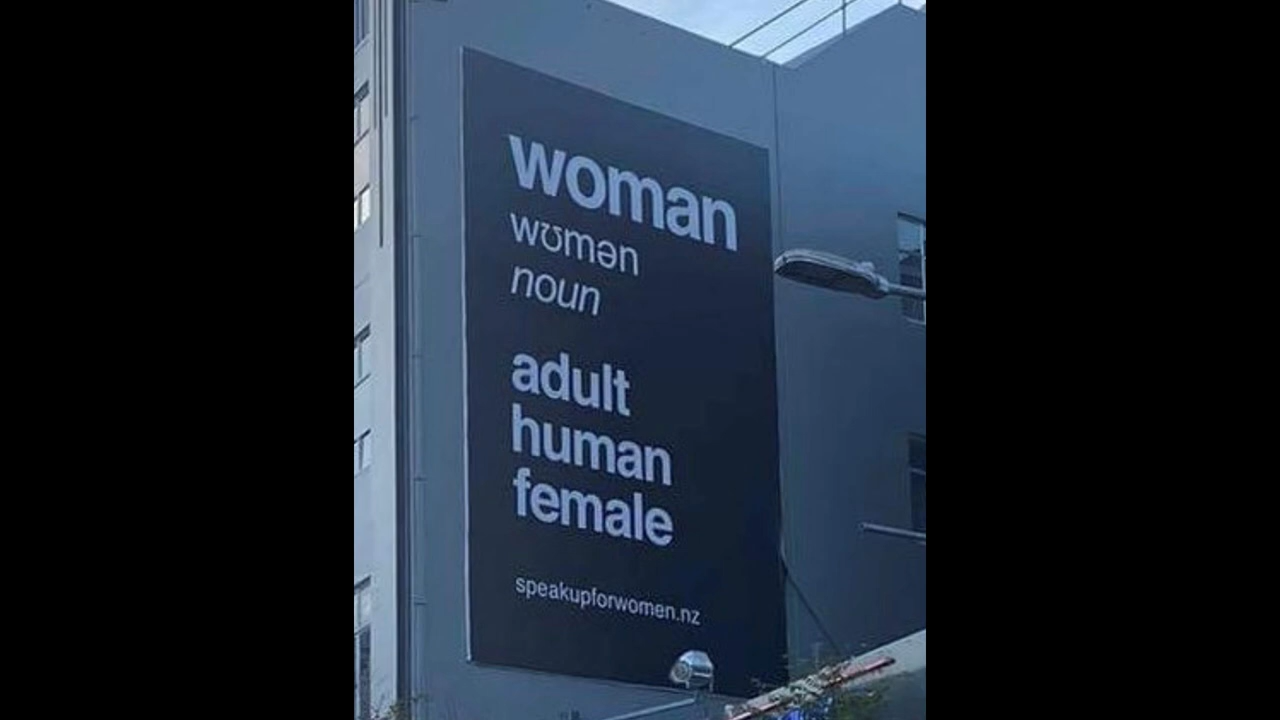 woman
wʊmən
noun
adult
human
female
speakupforwomen.nz